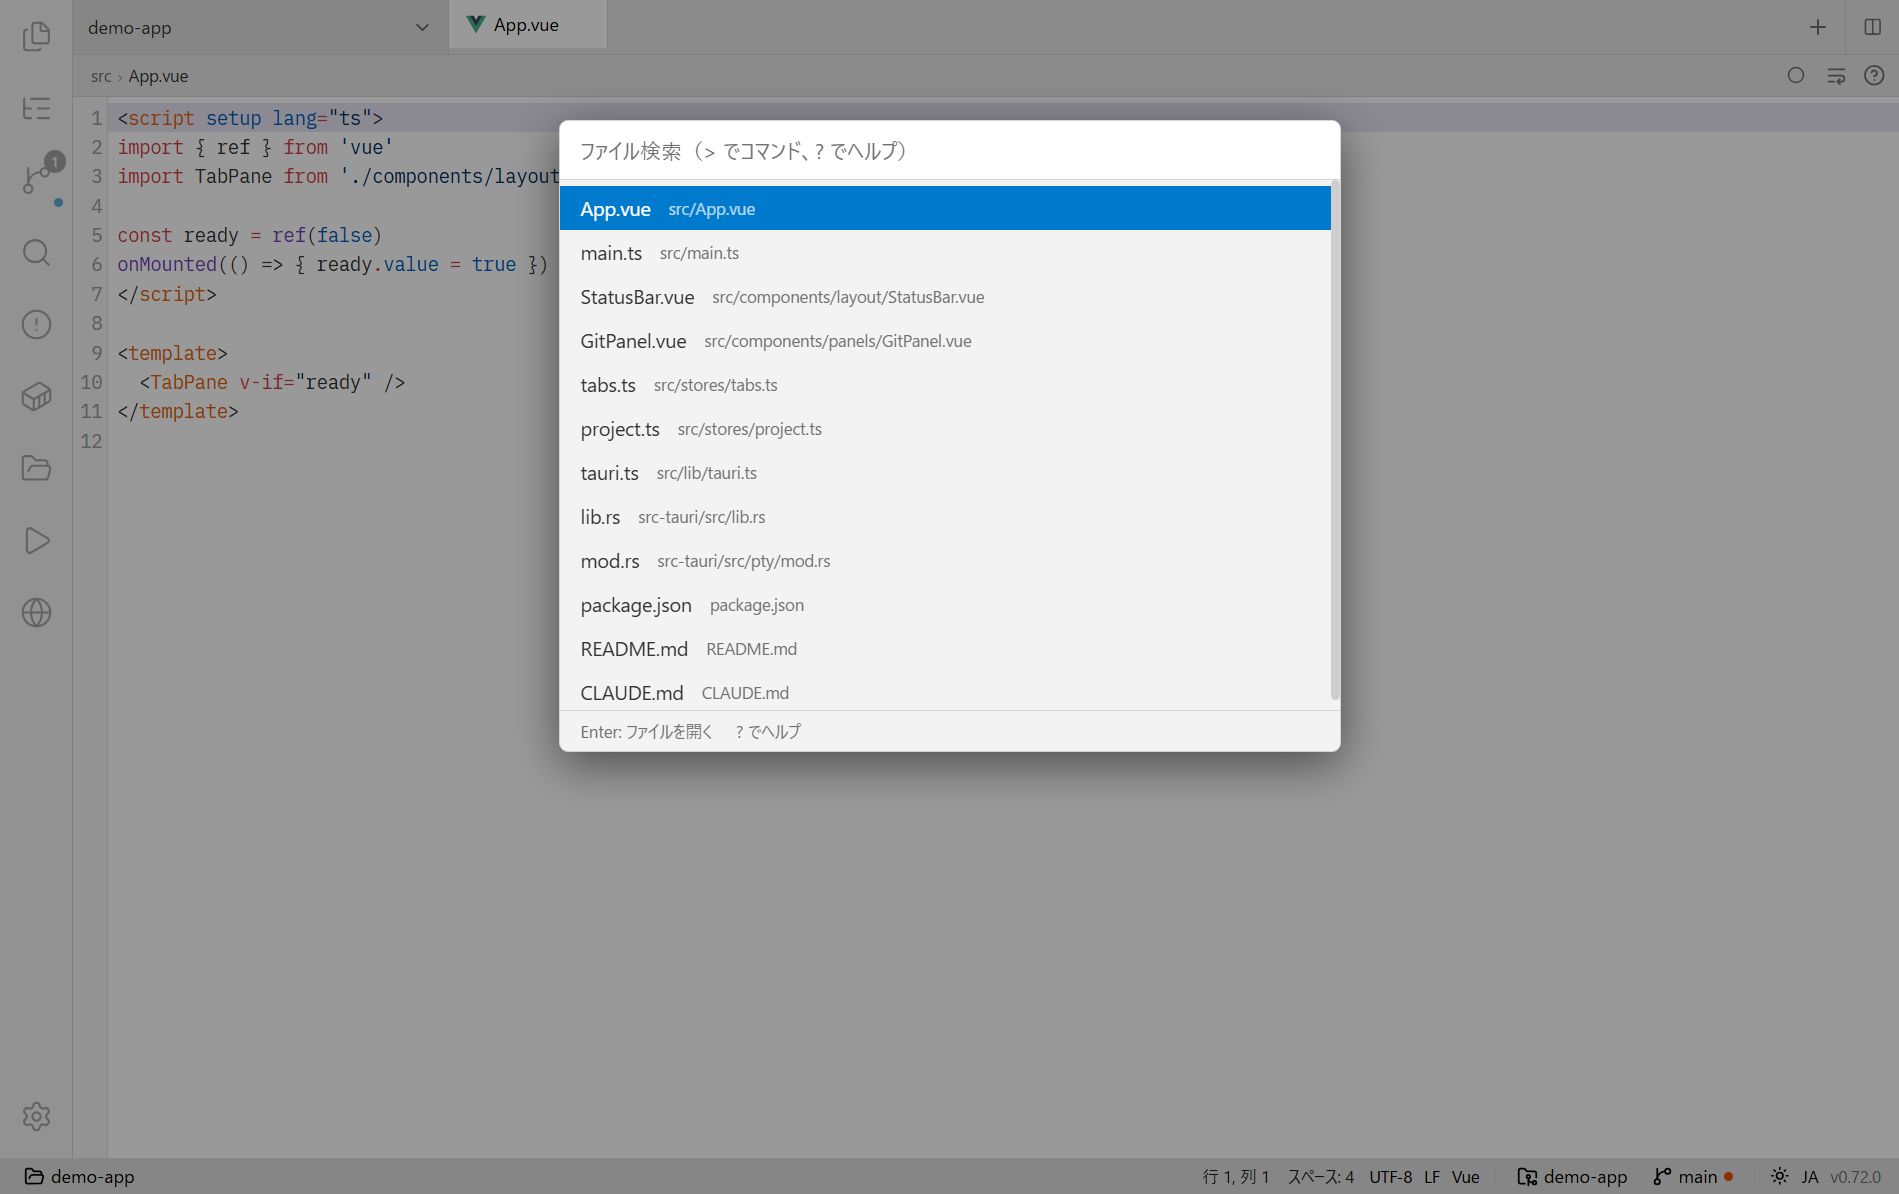 demo-app
App.vue
src › App.vue
1
1 <script setup lang="ts">
2 import { ref } from 'vue'
3 import TabPane from './components/layout
4
5 const ready = ref(false)
6 onMounted(() => { ready.value = true })
7 </script>
8
9 <template>
10 <TabPane v-if="ready" />
11 </template>
12
ファイル検索（> でコマンド、? でヘルプ）
App.vue src/App.vue
main.ts src/main.ts
StatusBar.vue src/components/layout/StatusBar.vue
GitPanel.vue src/components/panels/GitPanel.vue
tabs.ts src/stores/tabs.ts
project.ts src/stores/project.ts
tauri.ts src/lib/tauri.ts
lib.rs src-tauri/src/lib.rs
mod.rs src-tauri/src/pty/mod.rs
package.json package.json
README.md README.md
CLAUDE.md CLAUDE.md
Enter: ファイルを開く ? でヘルプ
demo-app
行 1, 列 1 スペース: 4 UTF-8 LF Vue demo-app main JA v0.72.0